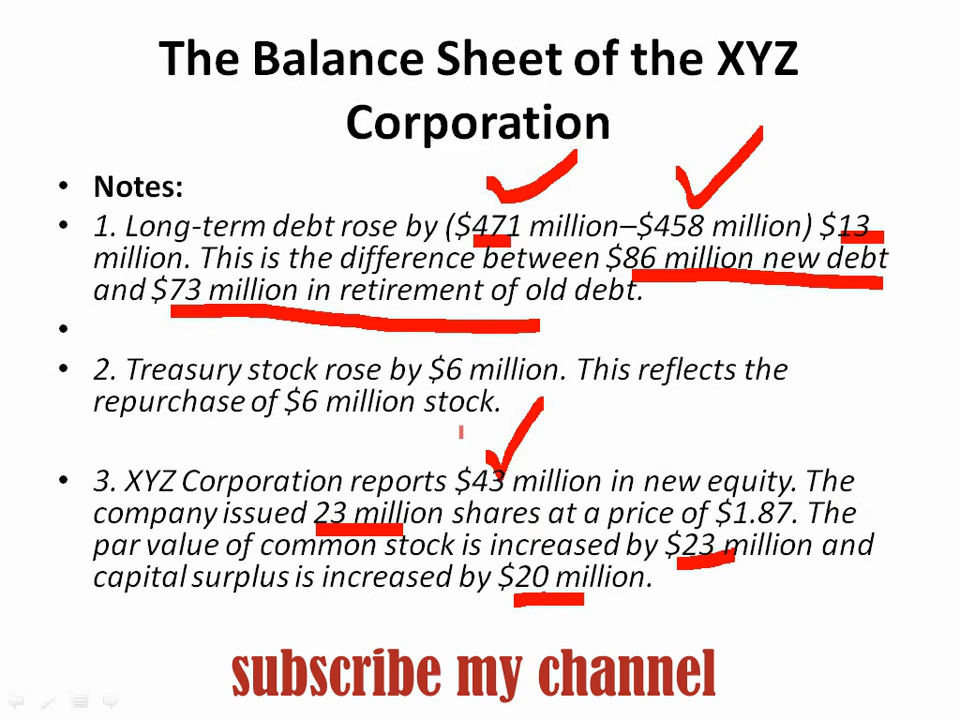 The Balance Sheet of the XYZ
Corporation
• Notes:
• 1. Long-term debt rose by ($471 million–$458 million) $13
million. This is the difference between $86 million new debt
and $73 million in retirement of old debt.
•
• 2. Treasury stock rose by $6 million. This reflects the
repurchase of $6 million stock.
• 3. XYZ Corporation reports $43 million in new equity. The
company issued 23 million shares at a price of $1.87. The
par value of common stock is increased by $23 million and
capital surplus is increased by $20 million.
subscribe my channel